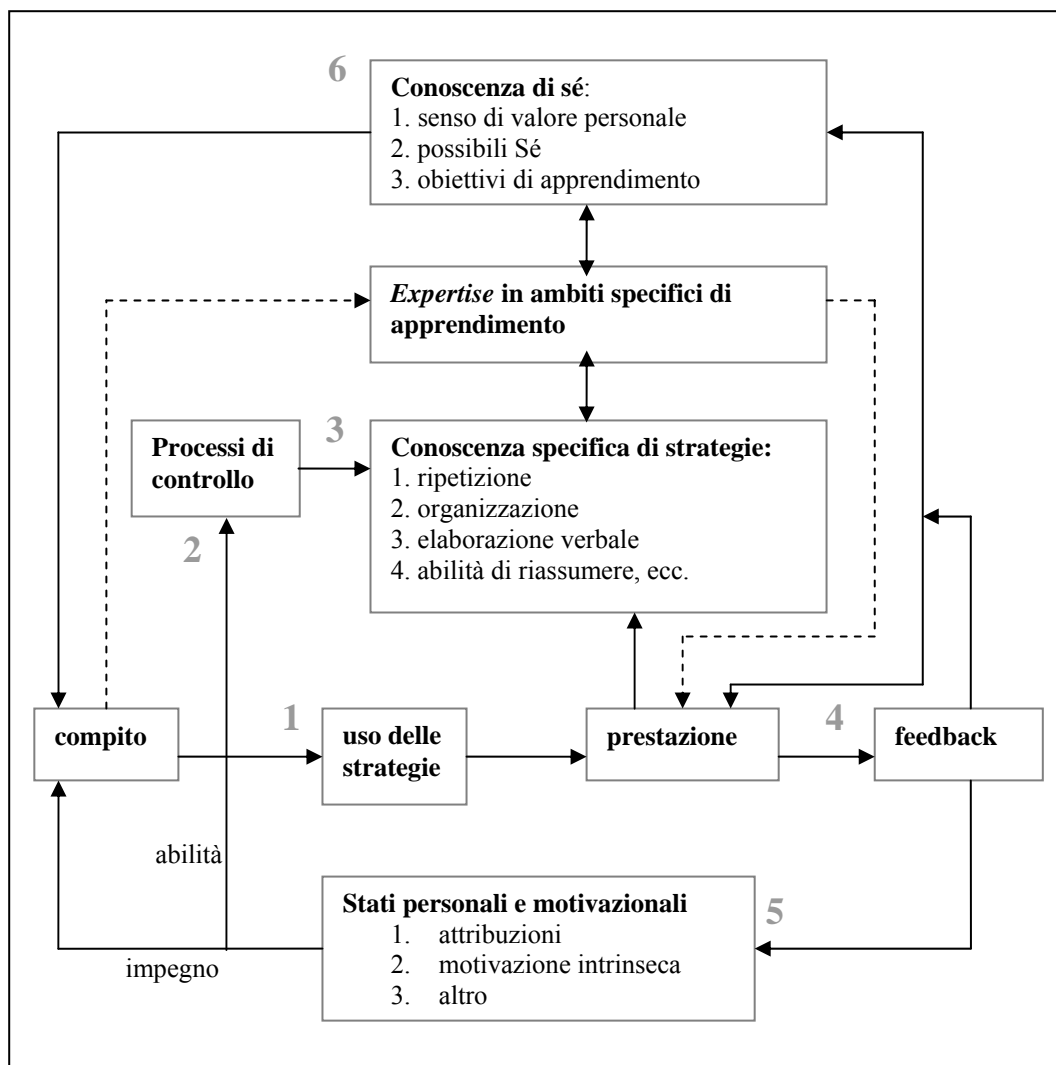 6
Conoscenza di sé:
1. senso di valore personale
2. possibili Sé
3. obiettivi di apprendimento
Expertise in ambiti specifici di
apprendimento
Processi di
controllo
3
Conoscenza specifica di strategie:
1. ripetizione
2. organizzazione
3. elaborazione verbale
4. abilità di riassumere, ecc.
2
compito
1
uso delle
strategie
prestazione
4
feedback
abilità
impegno
Stati personali e motivazionali
1. attribuzioni
2. motivazione intrinseca
3. altro
5